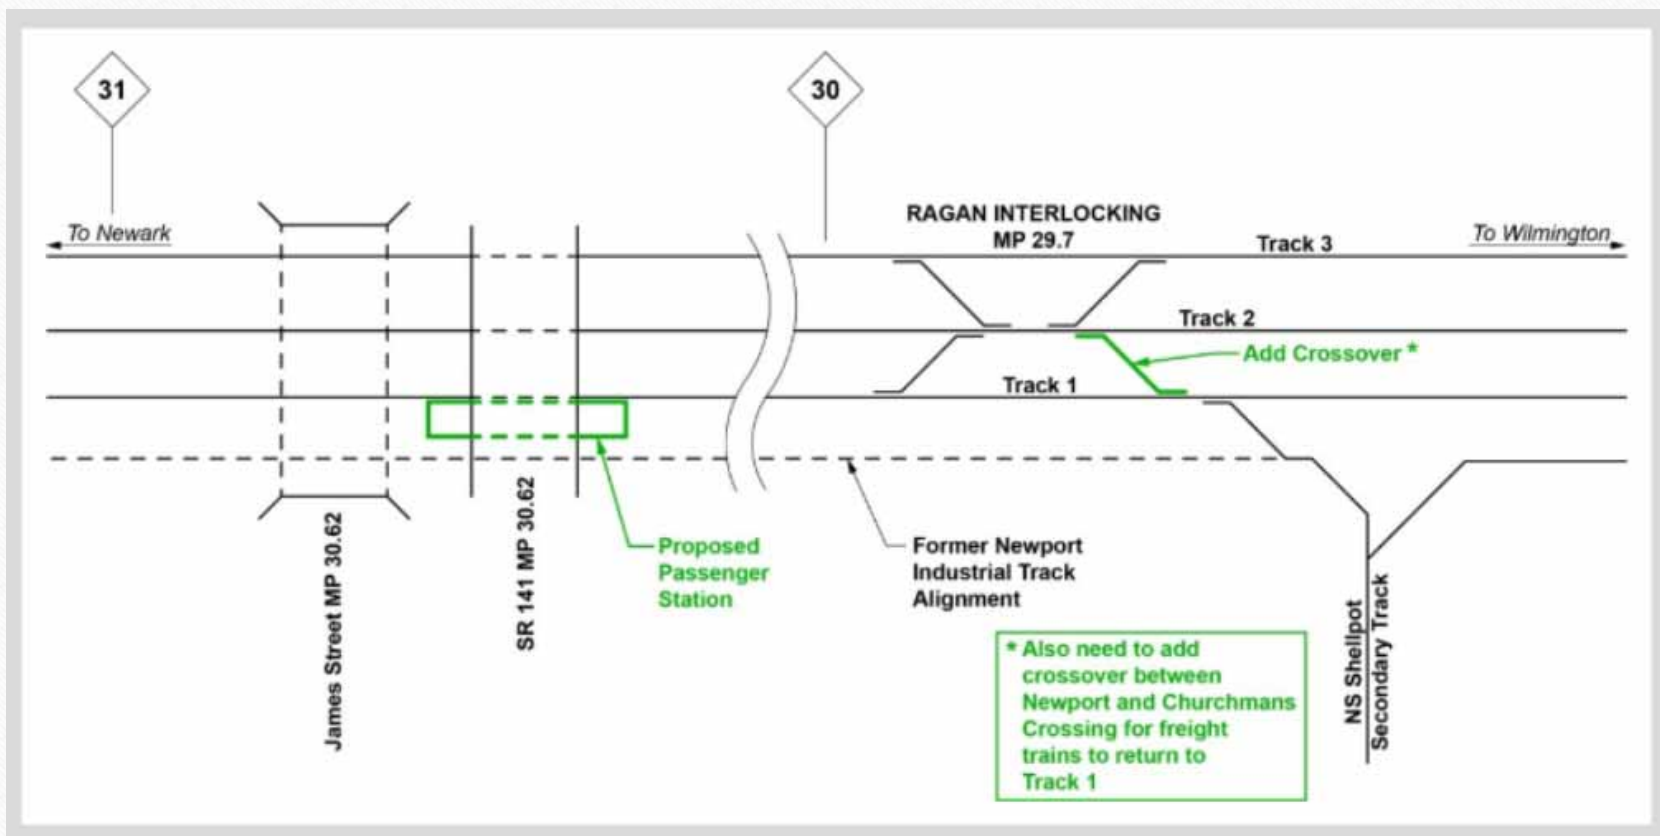 31
30
To Newark
RAGAN INTERLOCKING
MP 29.7
Track 3
To Wilmington
Track 2
Add Crossover *
Track 1
James Street MP 30.62
SR 141 MP 30.62
Proposed
Passenger
Station
Former Newport
Industrial Track
Alignment
* Also need to add
crossover between
Newport and Churchmans
Crossing for freight
trains to return to
Track 1
NS Shellpot
Secondary Track